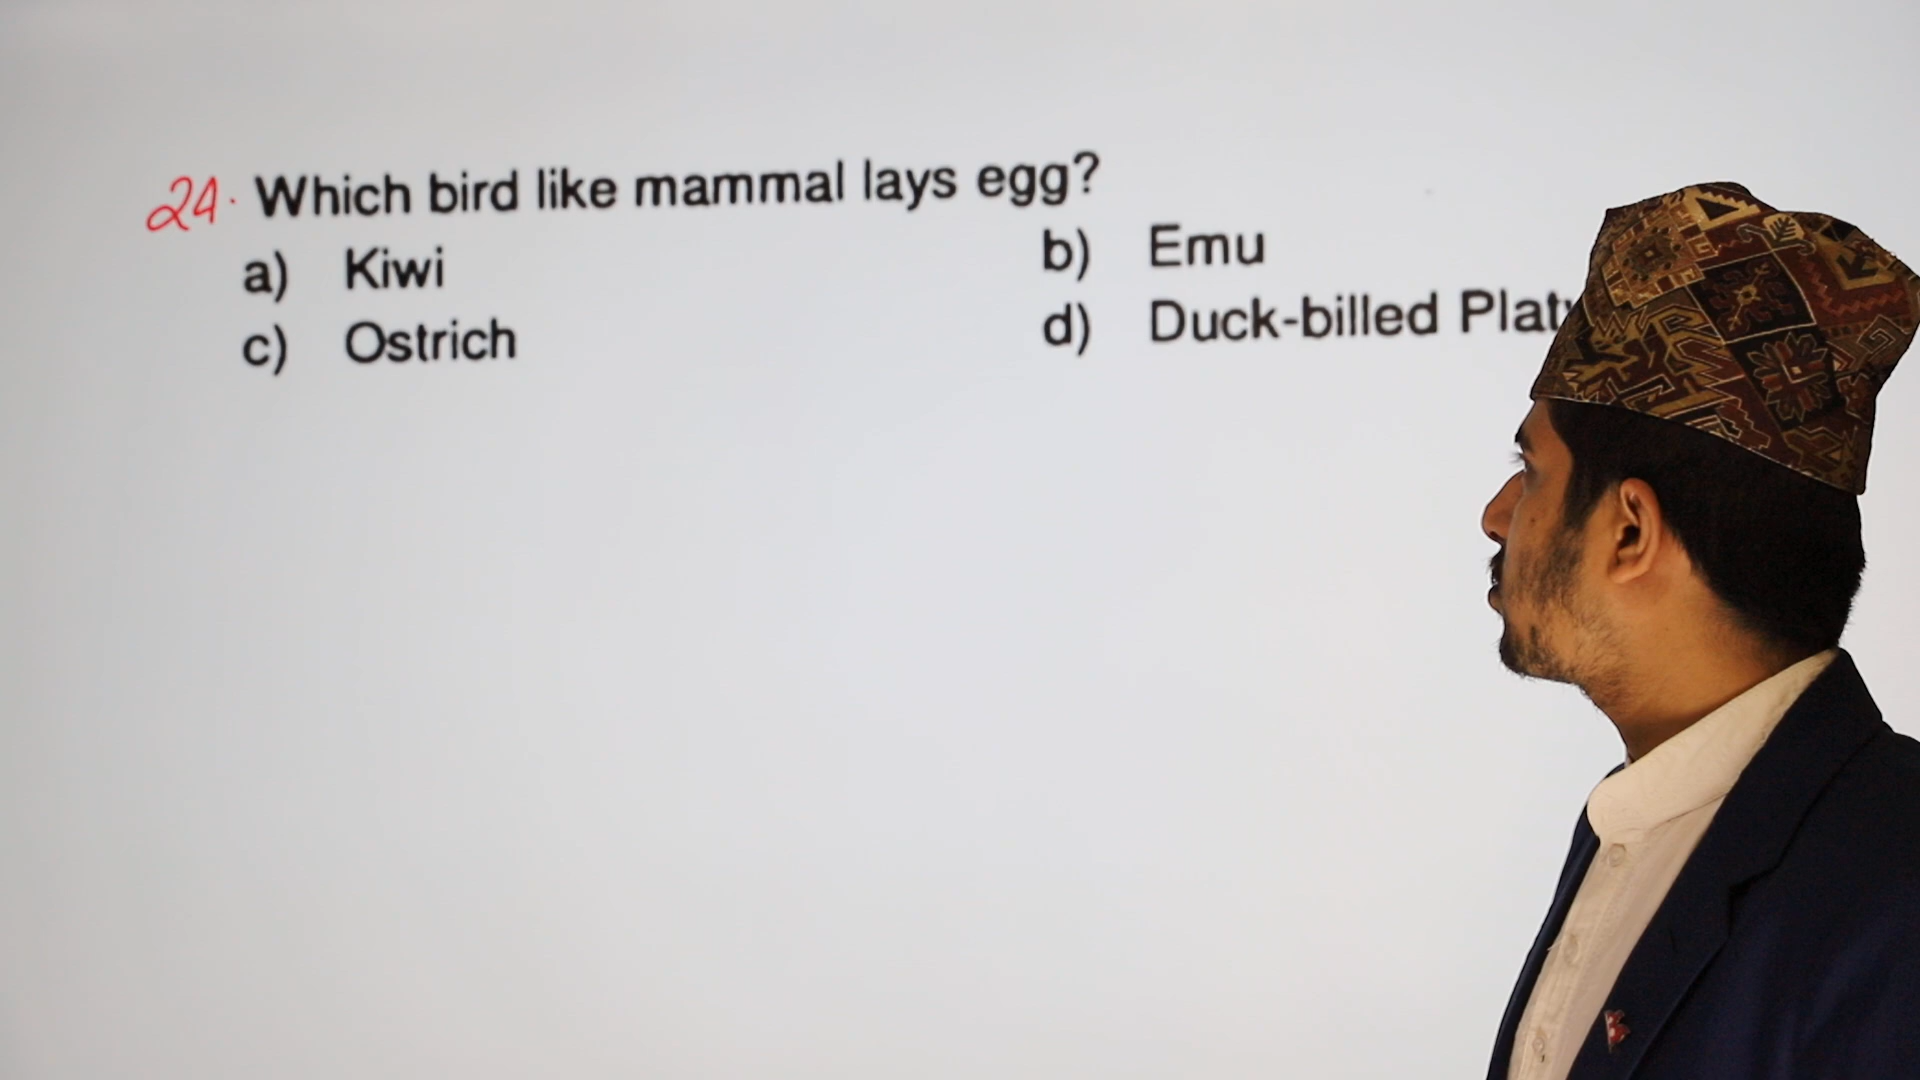 24. Which bird like mammal lays egg?
a) Kiwi
b) Emu
c) Ostrich
d) Duck-billed